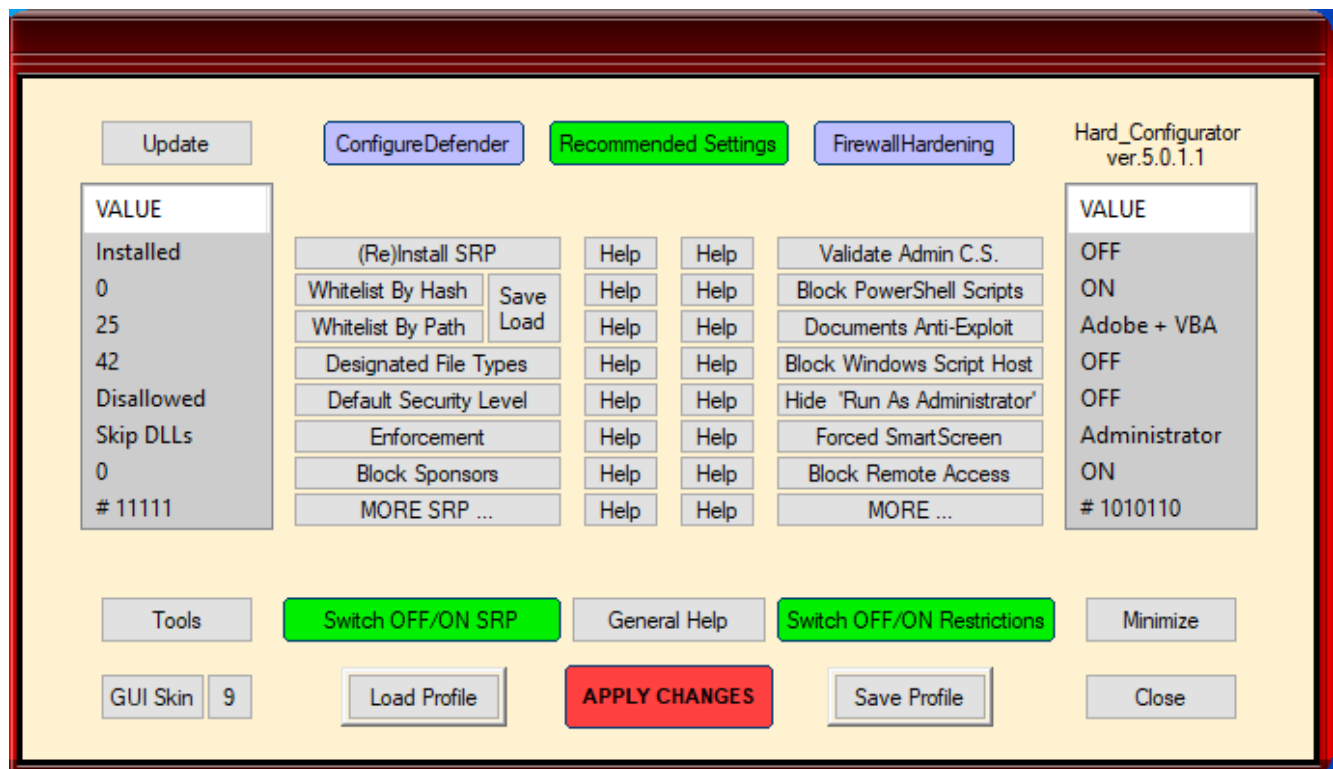 Update
ConfigureDefender
Recommended Settings
FirewallHardening
Hard_Configurator
ver.5.0.1.1
VALUE
VALUE
Installed (Re)Install SRP Help Help Validate Admin C.S. OFF
0 Whitelist By Hash Save Help Help Block PowerShell Scripts ON
25 Whitelist By Path Load Help Help Documents Anti-Exploit Adobe + VBA
42 Designated File Types Help Help Block Windows Script Host OFF
Disallowed Default Security Level Help Help Hide 'Run As Administrator' OFF
Skip DLLs Enforcement Help Help Forced SmartScreen Administrator
0 Block Sponsors Help Help Block Remote Access ON
# 11111 MORE SRP ... Help Help MORE ... # 1010110
Tools Switch OFF/ON SRP General Help Switch OFF/ON Restrictions Minimize
GUI Skin 9 Load Profile APPLY CHANGES Save Profile Close